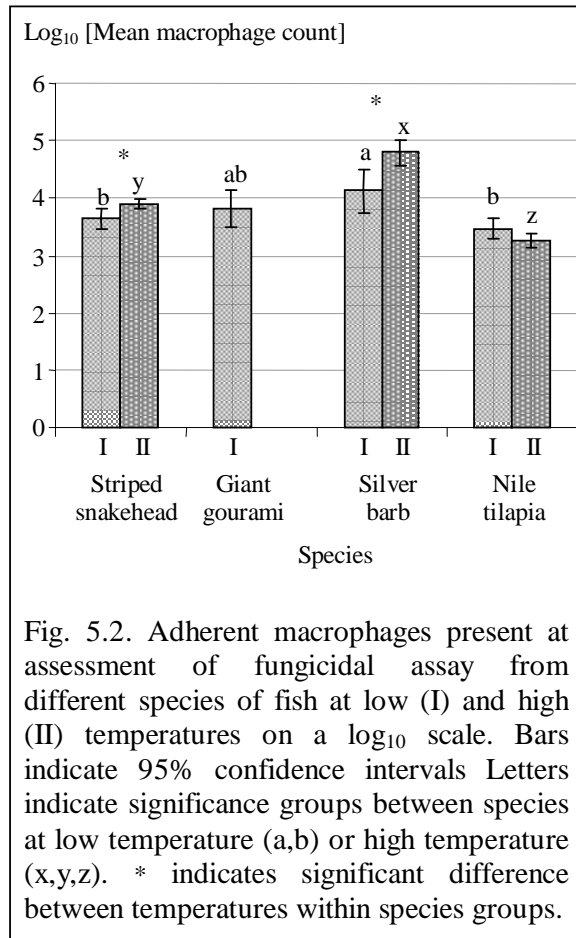 Log₁₀ [Mean macrophage count]
6
5
4
3
2
1
0
* *
b y ab a x b z
I II I I II I II
Striped Giant Silver Nile
snakehead gourami barb tilapia
Species
Fig. 5.2. Adherent macrophages present at
assessment of fungicidal assay from
different species of fish at low (I) and high
(II) temperatures on a log₁₀ scale. Bars
indicate 95% confidence intervals Letters
indicate significance groups between species
at low temperature (a,b) or high temperature
(x,y,z). * indicates significant difference
between temperatures within species groups.